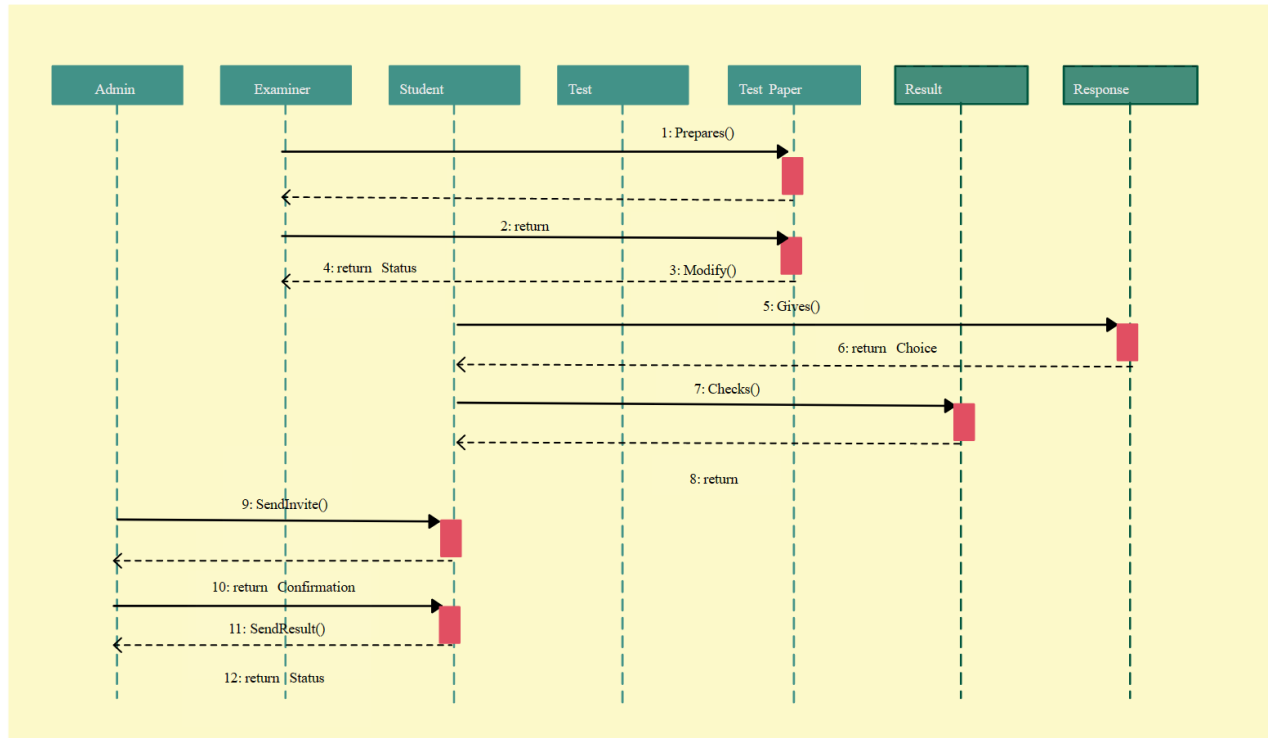 Admin
Examiner
Student
Test
Test Paper
Result
Response
1: Prepares()
2: return
4: return Status
3: Modify()
5: Gives()
6: return Choice
7: Checks()
8: return
9: SendInvite()
10: return Confirmation
11: SendResult()
12: return Status